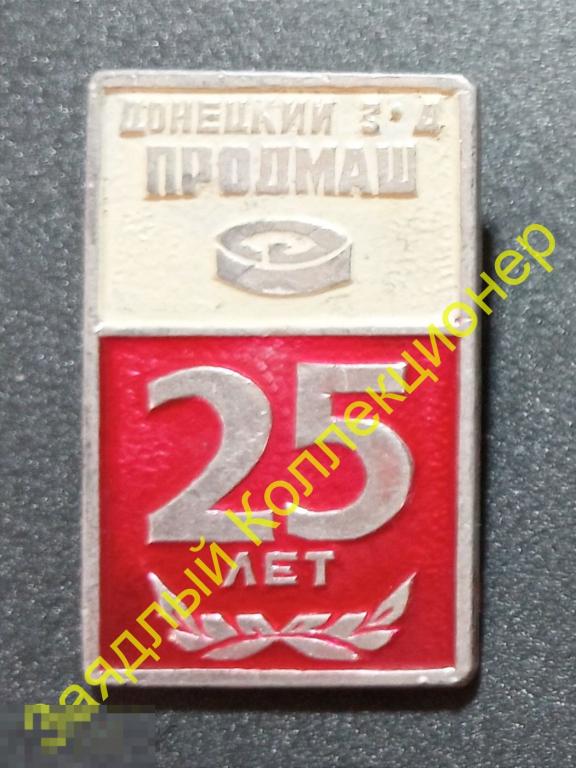 ДОНЕЦКИЙ З-Д
ПРОДМАШ
25
ЛЕТ
Заядлый Коллекционер